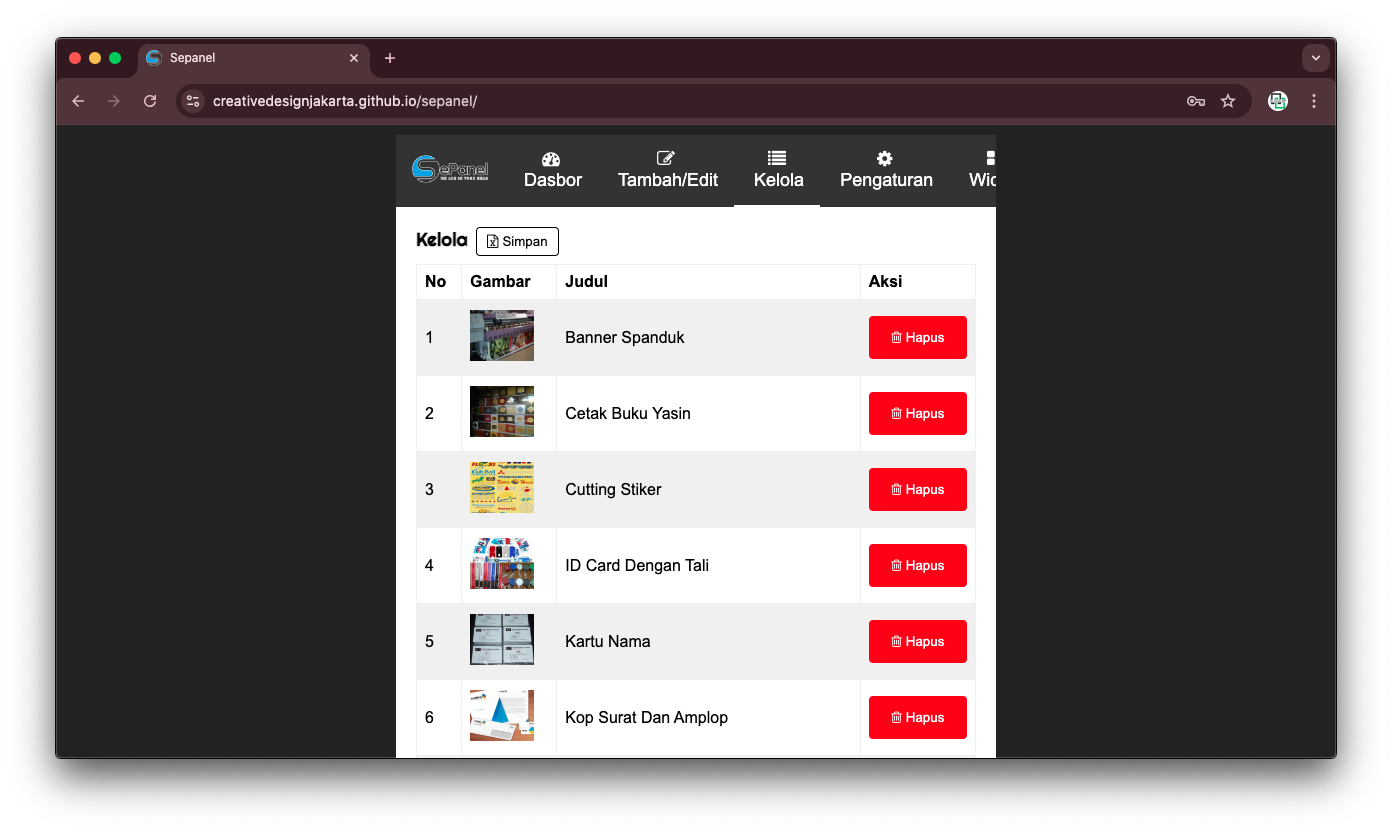 Sepanel
creativedesignjakarta.github.io/sepanel/
SePanel
Dasbor
Tambah/Edit
Kelola
Pengaturan
Wid
Kelola
Simpan
No Gambar Judul Aksi
1 Banner Spanduk Hapus
2 Cetak Buku Yasin Hapus
3 Cutting Stiker Hapus
4 ID Card Dengan Tali Hapus
5 Kartu Nama Hapus
6 Kop Surat Dan Amplop Hapus